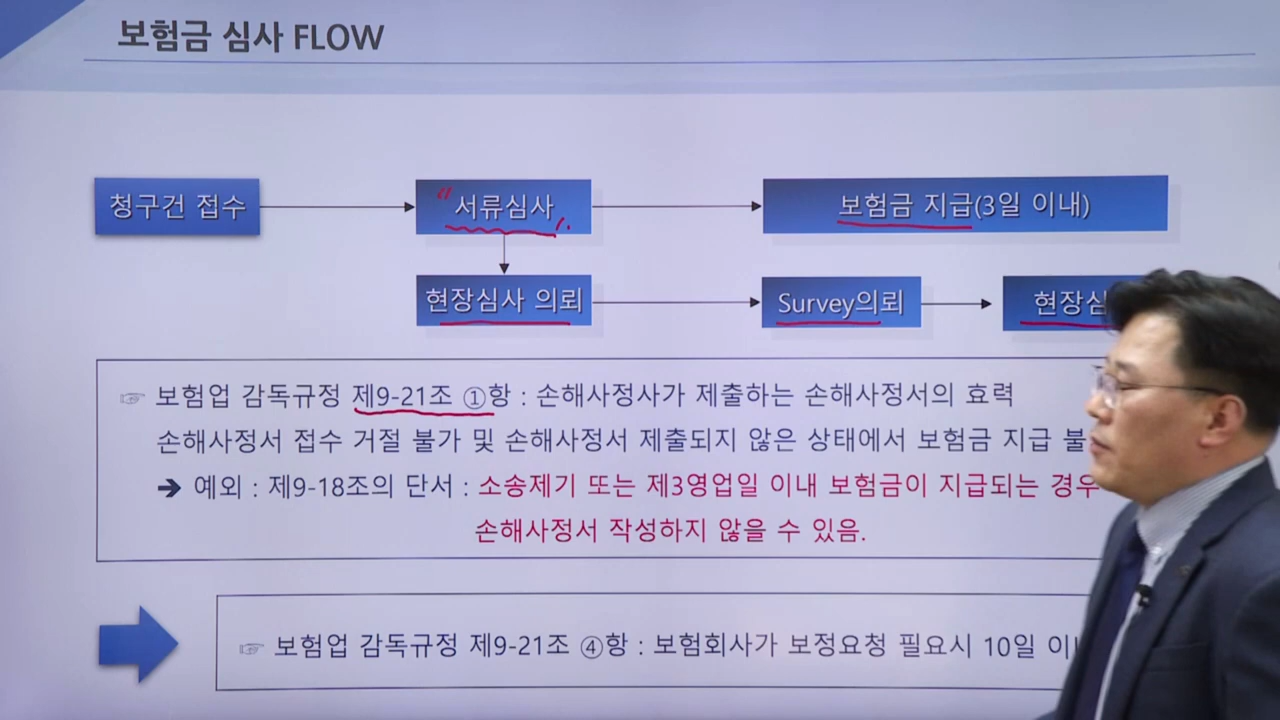 보험금 심사 FLOW
청구건 접수
서류심사
보험금 지급(3일 이내)
현장심사 의뢰
Survey의뢰
현장심
☞ 보험업 감독규정 제9-21조 ①항 : 손해사정사가 제출하는 손해사정서의 효력
손해사정서 접수 거절 불가 및 손해사정서 제출되지 않은 상태에서 보험금 지급 불
➔ 예외 : 제9-18조의 단서 : 소송제기 또는 제3영업일 이내 보험금이 지급되는 경우
손해사정서 작성하지 않을 수 있음.
☞ 보험업 감독규정 제9-21조 ④항 : 보험회사가 보정요청 필요시 10일 이